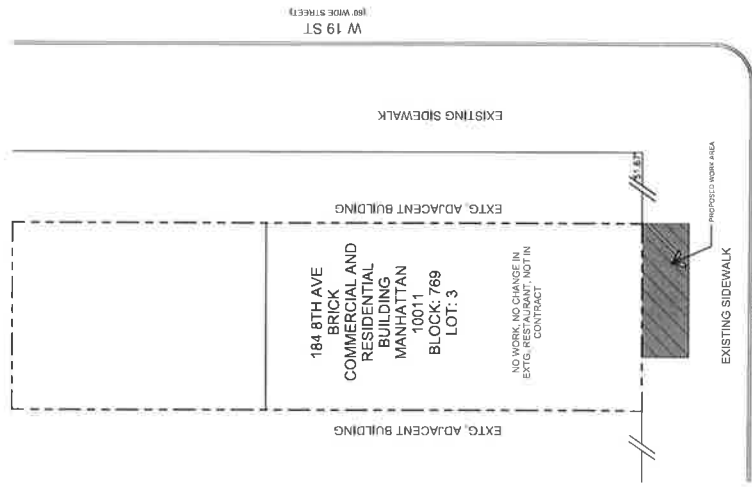 W 19 ST
(60' WIDE STREET)
EXISTING SIDEWALK
51.67'
PROPOSED WORK AREA
EXTG. ADJACENT BUILDING
184 8TH AVE
BRICK
COMMERCIAL AND
RESIDENTIAL
BUILDING
MANHATTAN
10011
BLOCK: 769
LOT: 3
NO WORK, NO CHANGE IN
EXTG. RESTAURANT, NOT IN
CONTRACT
EXISTING SIDEWALK
EXTG. ADJACENT BUILDING